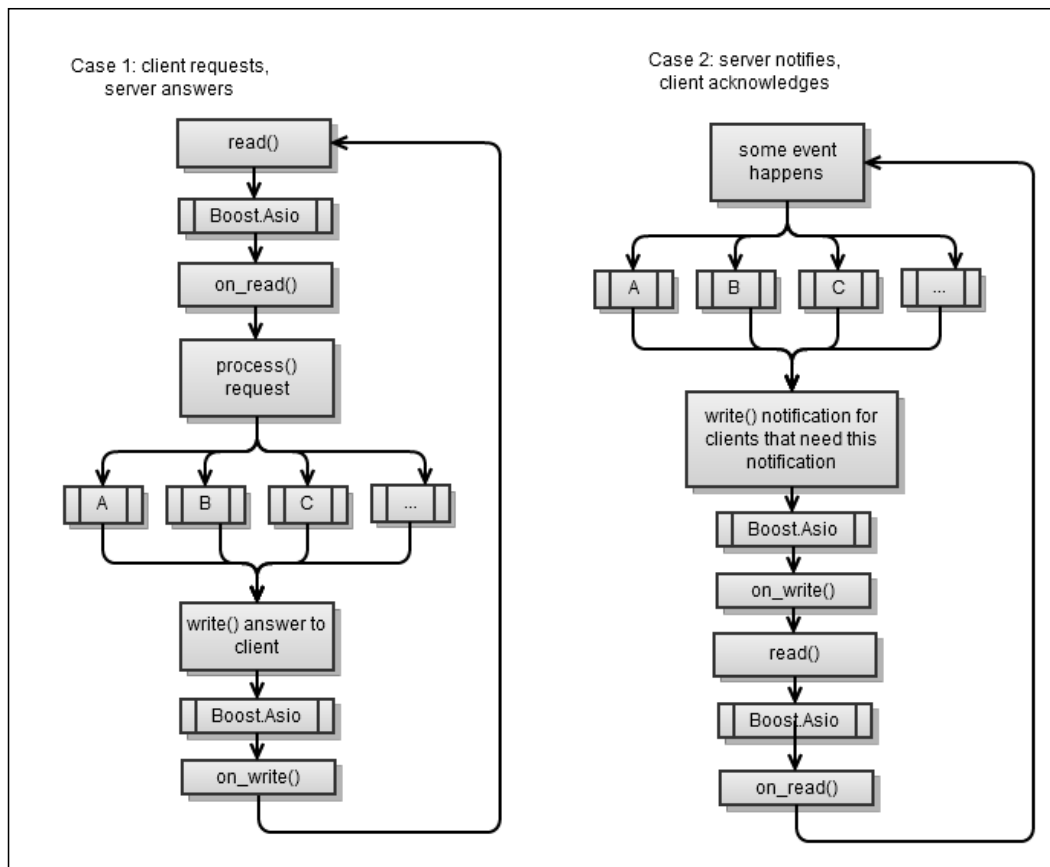 Case 1: client requests,
server answers
read()
Boost.Asio
on_read()
process()
request
A
B
C
...
write() answer to
client
Boost.Asio
on_write()
Case 2: server notifies,
client acknowledges
some event
happens
A
B
C
...
write() notification for
clients that need this
notification
Boost.Asio
on_write()
read()
Boost.Asio
on_read()